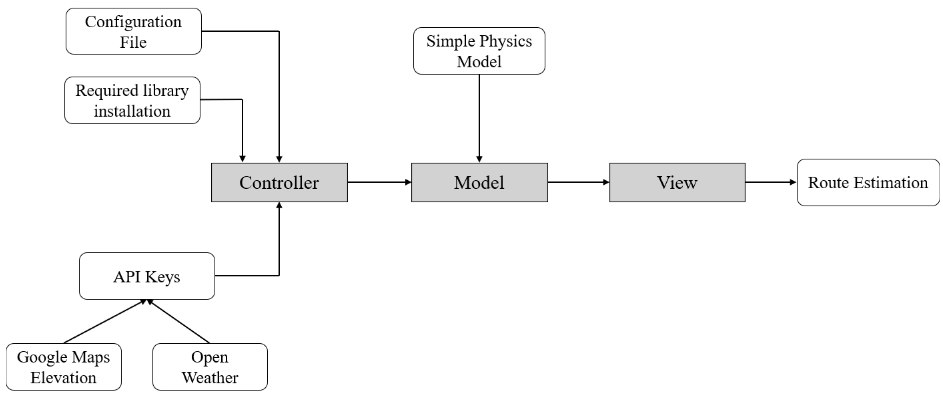 Configuration
File
Simple Physics
Model
Required library
installation
Controller
Model
View
Route Estimation
API Keys
Google Maps
Elevation
Open
Weather